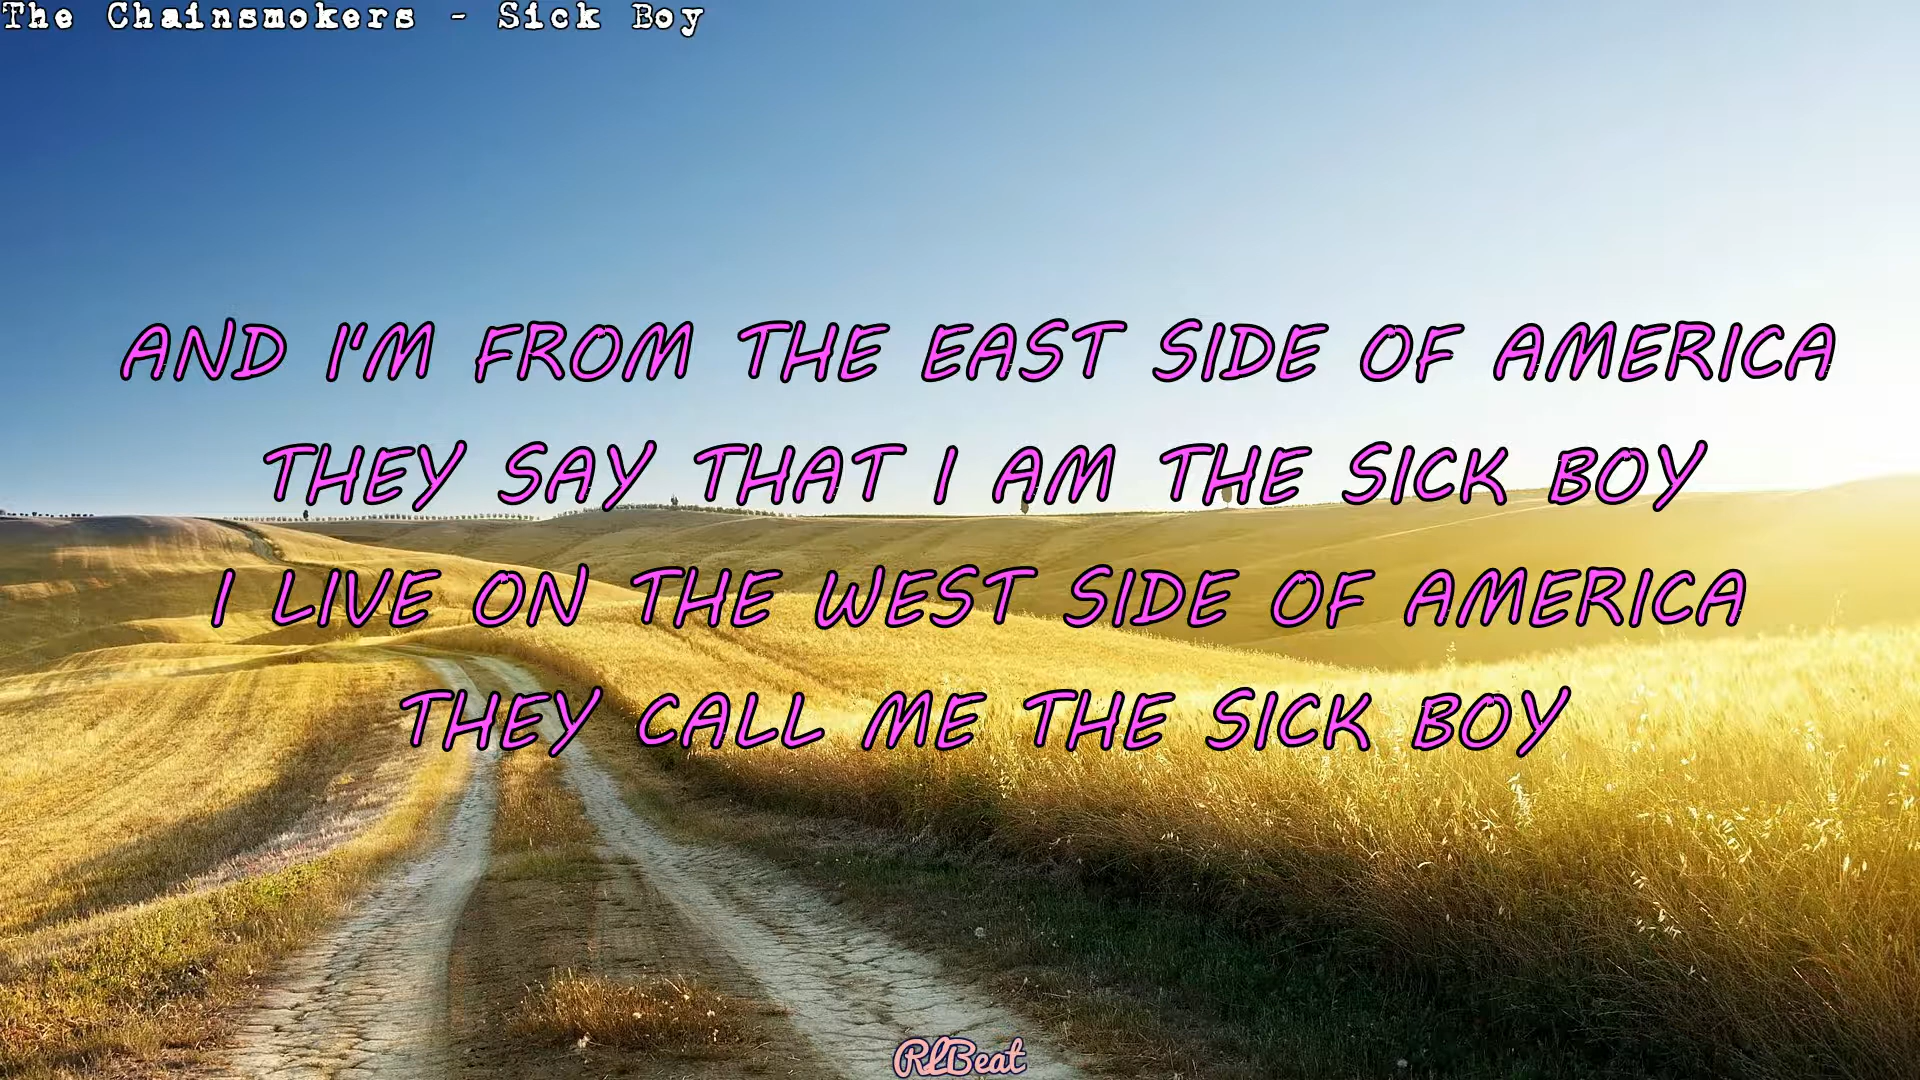 The Chainsmokers - Sick Boy
AND I'M FROM THE EAST SIDE OF AMERICA
THEY SAY THAT I AM THE SICK BOY
I LIVE ON THE WEST SIDE OF AMERICA
THEY CALL ME THE SICK BOY
RLBeat